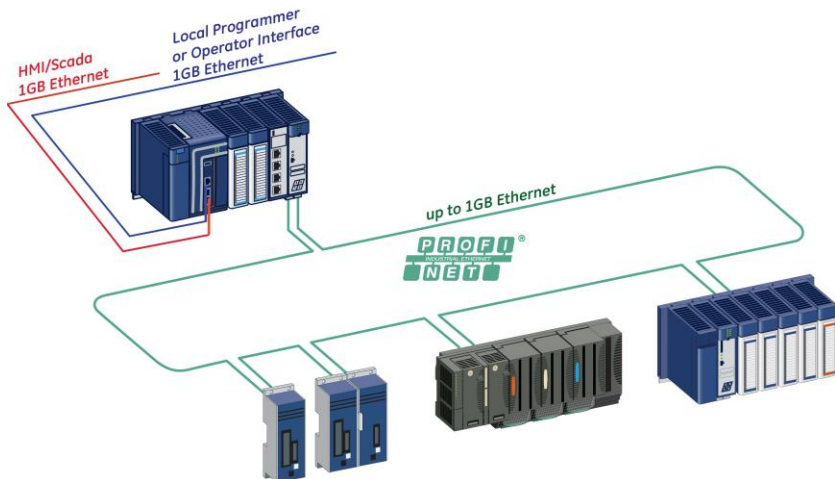 Local Programmer
or Operator Interface
1GB Ethernet
HMI/Scada
1GB Ethernet
up to 1GB Ethernet
PROFI
INDUSTRIAL ETHERNET
NET
®